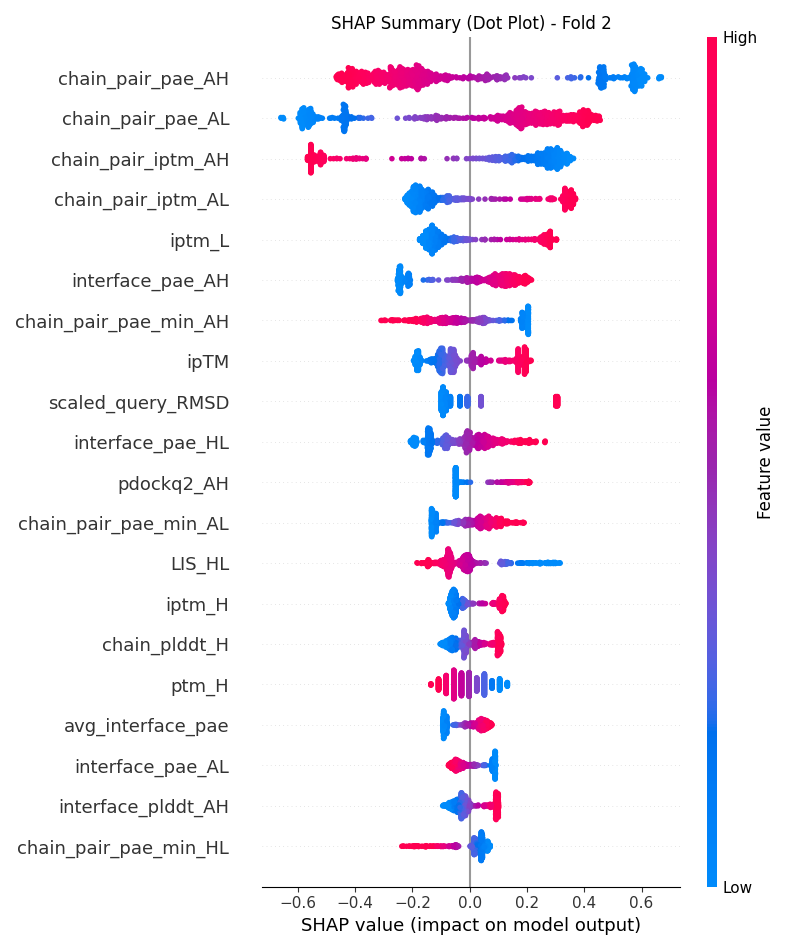 SHAP Summary (Dot Plot) - Fold 2
High
chain_pair_pae_AH
chain_pair_pae_AL
chain_pair_iptm_AH
chain_pair_iptm_AL
iptm_L
interface_pae_AH
chain_pair_pae_min_AH
ipTM
scaled_query_RMSD
interface_pae_HL
pdockq2_AH
chain_pair_pae_min_AL
LIS_HL
iptm_H
chain_plddt_H
ptm_H
avg_interface_pae
interface_pae_AL
interface_plddt_AH
chain_pair_pae_min_HL
Feature value
Low
−0.6 −0.4 −0.2 0.0 0.2 0.4 0.6
SHAP value (impact on model output)